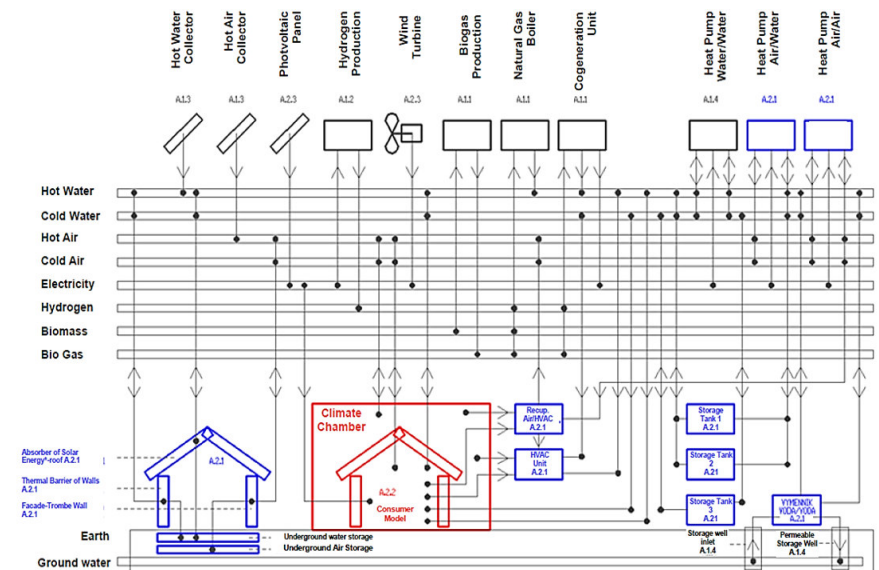 Hot Water
Collector
Hot Air
Collector
Photvoltaic
Panel
Hydrogen
Production
Wind
Turbine
Biogas
Production
Natural Gas
Boiler
Cogeneration
Unit
Heat Pump
Water/Water
Heat Pump
Air/Water
Heat Pump
Air/Air
A.1.3
A.1.3
A.2.3
A.1.2
A.2.3
A.1.1
A.1.1
A.1.1
A.1.4
A.2.1
A.2.1
Hot Water
Cold Water
Hot Air
Cold Air
Electricity
Hydrogen
Biomass
Bio Gas
Climate
Chamber
Recup.
Air/HVAC
A.2.1
Storage
Tank 1
A.2.1
Absorber of Solar
Energy-roof A.2.1
A.2.1
HVAC
Unit
A.2.1
Storage Tank
2
A.21
Thermal Barrier of Walls
A.2.1
A.2.2
Consumer
Model
Facade-Trombe Wall
A.2.1
Storage Tank
3
A.21
VYMENNIK
VODA/VODA
A.2.1
Earth
Underground water storage
Underground Air Storage
Storage well
inlet
A.1.4
Permeable
Storage Well
A.1.4
Ground water